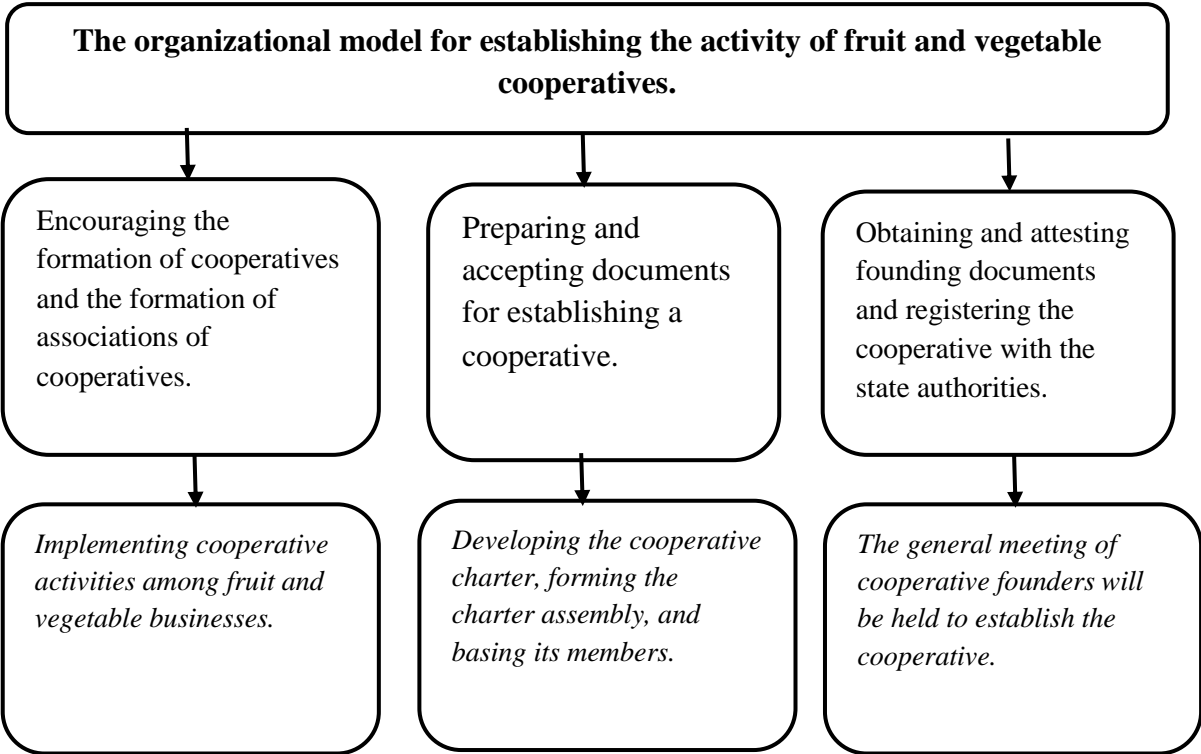 The organizational model for establishing the activity of fruit and vegetable
cooperatives.
Encouraging the
formation of cooperatives
and the formation of
associations of
cooperatives.
Preparing and
accepting documents
for establishing a
cooperative.
Obtaining and attesting
founding documents
and registering the
cooperative with the
state authorities.
Implementing cooperative
activities among fruit and
vegetable businesses.
Developing the cooperative
charter, forming the
charter assembly, and
basing its members.
The general meeting of
cooperative founders will
be held to establish the
cooperative.